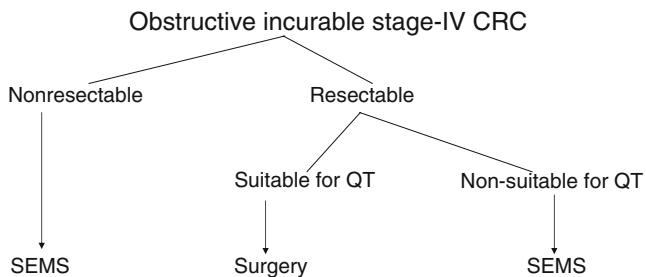 Obstructive incurable stage-IV CRC
Nonresectable Resectable
Suitable for QT Non-suitable for QT
SEMS Surgery SEMS